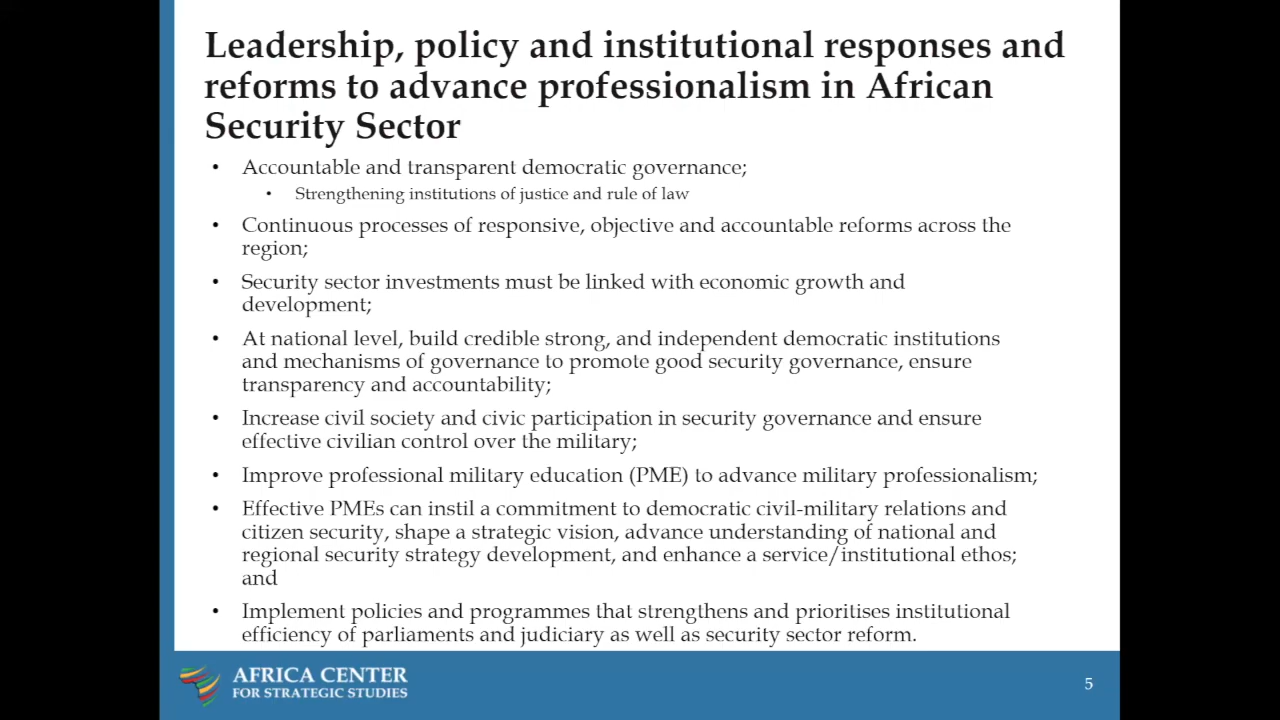 Leadership, policy and institutional responses and
reforms to advance professionalism in African
Security Sector
• Accountable and transparent democratic governance;
• Strengthening institutions of justice and rule of law
• Continuous processes of responsive, objective and accountable reforms across the
region;
• Security sector investments must be linked with economic growth and
development;
• At national level, build credible strong, and independent democratic institutions
and mechanisms of governance to promote good security governance, ensure
transparency and accountability;
• Increase civil society and civic participation in security governance and ensure
effective civilian control over the military;
• Improve professional military education (PME) to advance military professionalism;
• Effective PMEs can instil a commitment to democratic civil-military relations and
citizen security, shape a strategic vision, advance understanding of national and
regional security strategy development, and enhance a service/institutional ethos;
and
• Implement policies and programmes that strengthens and prioritises institutional
efficiency of parliaments and judiciary as well as security sector reform.
AFRICA CENTER
FOR STRATEGIC STUDIES
5